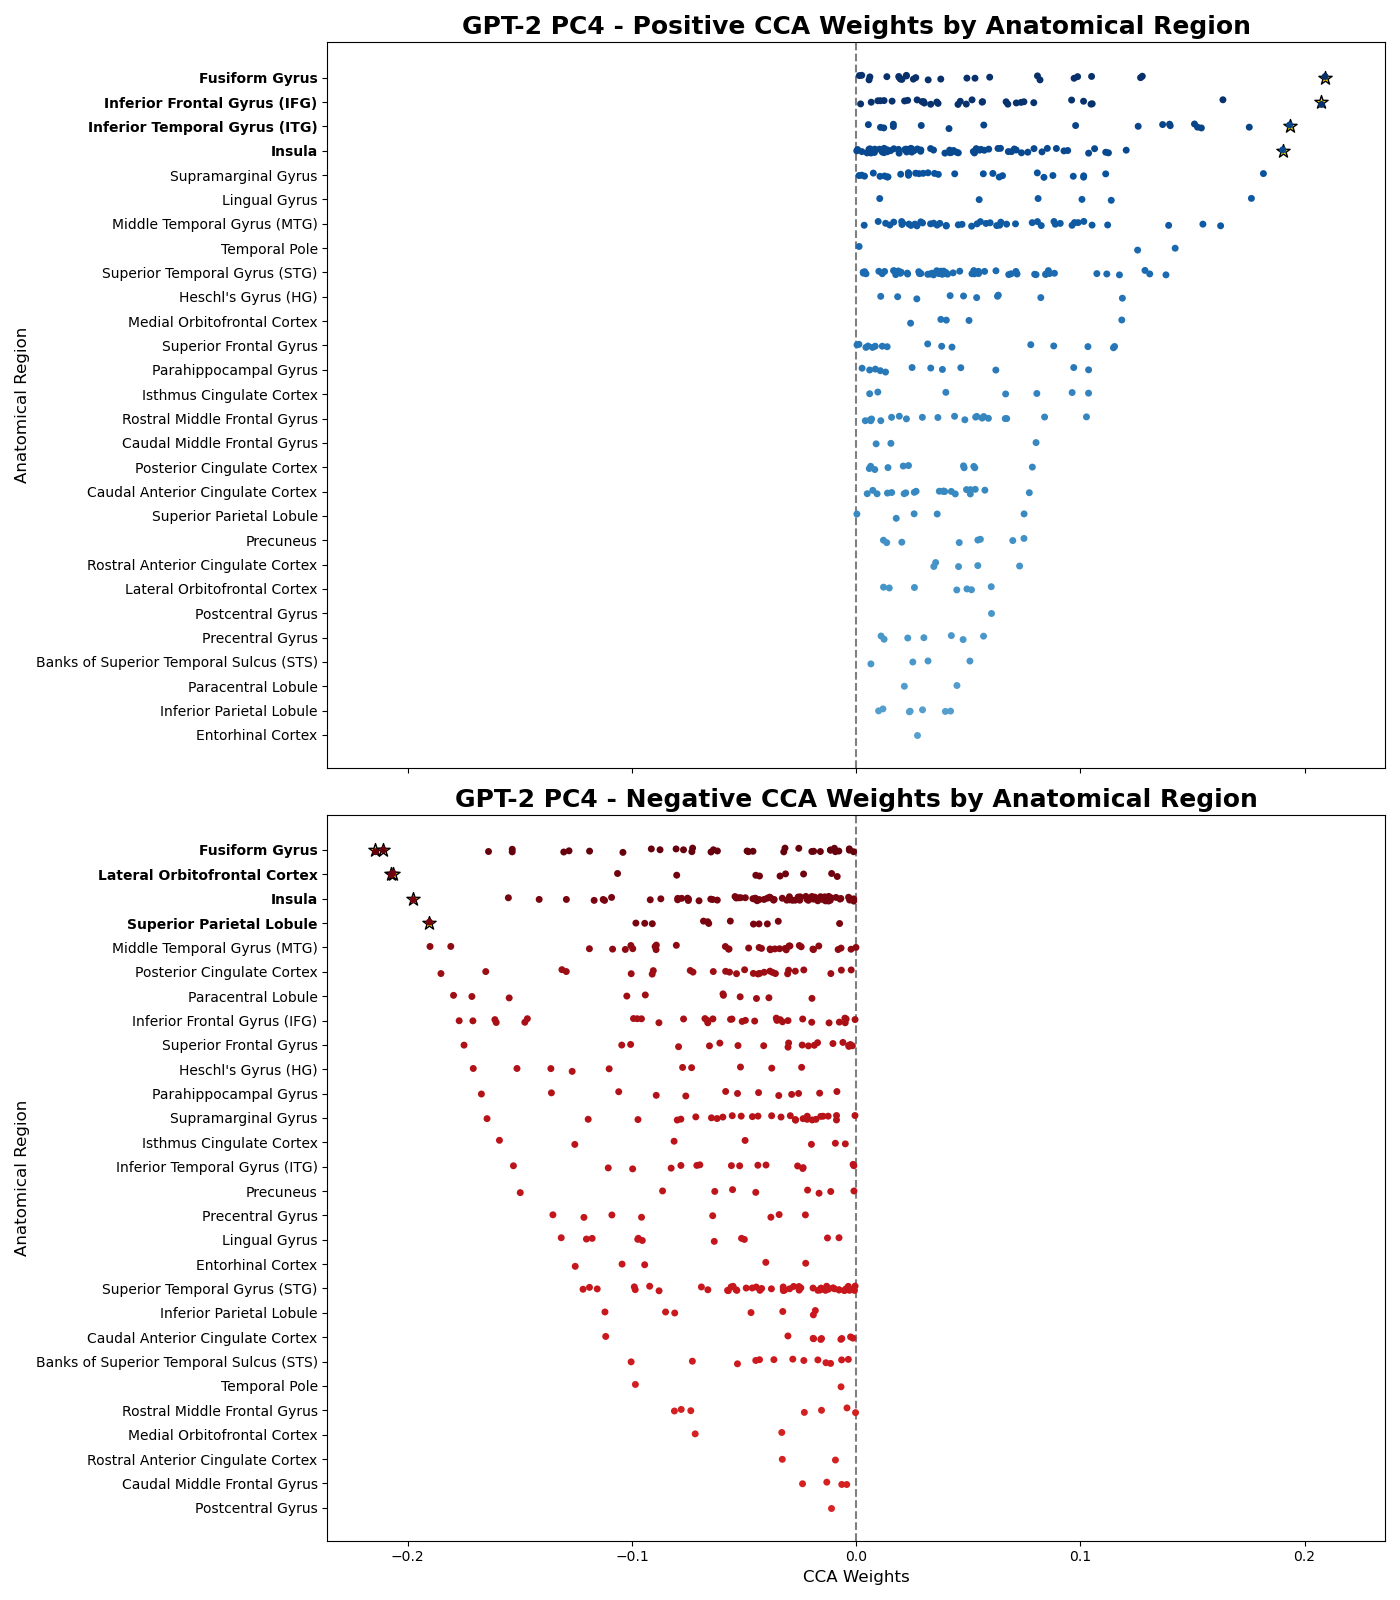 GPT-2 PC4 - Positive CCA Weights by Anatomical Region
Anatomical Region
Fusiform Gyrus
Inferior Frontal Gyrus (IFG)
Inferior Temporal Gyrus (ITG)
Insula
Supramarginal Gyrus
Lingual Gyrus
Middle Temporal Gyrus (MTG)
Temporal Pole
Superior Temporal Gyrus (STG)
Heschl's Gyrus (HG)
Medial Orbitofrontal Cortex
Superior Frontal Gyrus
Parahippocampal Gyrus
Isthmus Cingulate Cortex
Rostral Middle Frontal Gyrus
Caudal Middle Frontal Gyrus
Posterior Cingulate Cortex
Caudal Anterior Cingulate Cortex
Superior Parietal Lobule
Precuneus
Rostral Anterior Cingulate Cortex
Lateral Orbitofrontal Cortex
Postcentral Gyrus
Precentral Gyrus
Banks of Superior Temporal Sulcus (STS)
Paracentral Lobule
Inferior Parietal Lobule
Entorhinal Cortex
GPT-2 PC4 - Negative CCA Weights by Anatomical Region
Anatomical Region
Fusiform Gyrus
Lateral Orbitofrontal Cortex
Insula
Superior Parietal Lobule
Middle Temporal Gyrus (MTG)
Posterior Cingulate Cortex
Paracentral Lobule
Inferior Frontal Gyrus (IFG)
Superior Frontal Gyrus
Heschl's Gyrus (HG)
Parahippocampal Gyrus
Supramarginal Gyrus
Isthmus Cingulate Cortex
Inferior Temporal Gyrus (ITG)
Precuneus
Precentral Gyrus
Lingual Gyrus
Entorhinal Cortex
Superior Temporal Gyrus (STG)
Inferior Parietal Lobule
Caudal Anterior Cingulate Cortex
Banks of Superior Temporal Sulcus (STS)
Temporal Pole
Rostral Middle Frontal Gyrus
Medial Orbitofrontal Cortex
Rostral Anterior Cingulate Cortex
Caudal Middle Frontal Gyrus
Postcentral Gyrus
−0.2 −0.1 0.0 0.1 0.2
CCA Weights